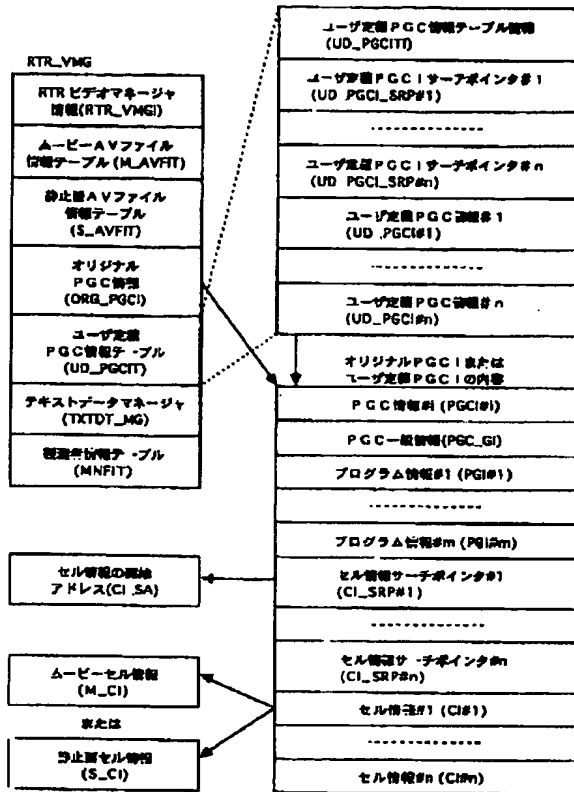 RTR_VMG
RTR ビデオマネージャ
情報(RTR_VMGI)
ムービーAVファイル
情報テーブル (M_AVFIT)
静止画AVファイル
情報テーブル
(S_AVFIT)
オリジナル
PGC情報
(ORG_PGCI)
ユーザ定義
PGC情報テーブル
(UD_PGCIT)
テキストデータマネージャ
(TXTDT_MG)
製造者情報テーブル
(MNFIT)
セル情報の開始
アドレス(CI_SA)
ムービーセル情報
(M_CI)
または
静止画セル情報
(S_CI)
ユーザ定義PGC情報テーブル情報
(UD_PGCITI)
ユーザ定義PGCIサーチポインタ#1
(UD_PGCI_SRP#1)
ユーザ定義PGCIサーチポインタ#n
(UD_PGCI_SRP#n)
ユーザ定義PGC情報#1
(UD_PGCI#1)
ユーザ定義PGC情報#n
(UD_PGCI#n)
オリジナルPGCIまたは
ユーザ定義PGCIの内容
PGC情報#i (PGCI#i)
PGC一般情報(PGC_GI)
プログラム情報#1 (PGI#1)
プログラム情報#m (PGI#m)
セル情報サーチポインタ#1
(CI_SRP#1)
セル情報サーチポインタ#n
(CI_SRP#n)
セル情報#1 (CI#1)
セル情報#n (CI#n)